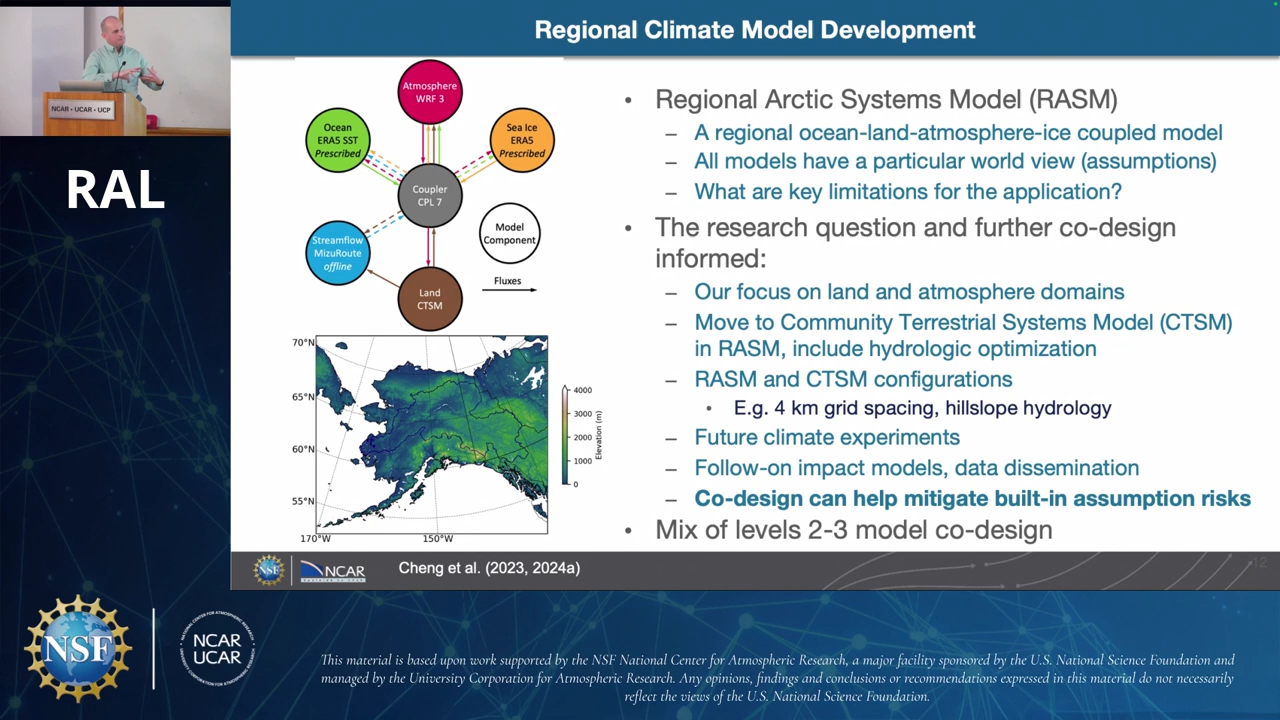 Regional Climate Model Development
NCAR • UCAR • UCP
RAL
Atmosphere
WRF 3
Ocean
ERA5 SST
Prescribed
Sea Ice
ERA5
Prescribed
Coupler
CPL 7
Model
Component
Streamflow
MizuRoute
offline
Fluxes
Land
CTSM
70°N
65°N
60°N
55°N
170°W
150°W
4000
3000
2000
1000
0
Elevation (m)
• Regional Arctic Systems Model (RASM)
– A regional ocean-land-atmosphere-ice coupled model
– All models have a particular world view (assumptions)
– What are key limitations for the application?
• The research question and further co-design
informed:
– Our focus on land and atmosphere domains
– Move to Community Terrestrial Systems Model (CTSM)
in RASM, include hydrologic optimization
– RASM and CTSM configurations
• E.g. 4 km grid spacing, hillslope hydrology
– Future climate experiments
– Follow-on impact models, data dissemination
– Co-design can help mitigate built-in assumption risks
• Mix of levels 2-3 model co-design
NSF
NCAR
Cheng et al. (2023, 2024a)
12
NSF
NCAR
UCAR
This material is based upon work supported by the NSF National Center for Atmospheric Research, a major facility sponsored by the U.S. National Science Foundation and
managed by the University Corporation for Atmospheric Research. Any opinions, findings and conclusions or recommendations expressed in this material do not necessarily
reflect the views of the U.S. National Science Foundation.